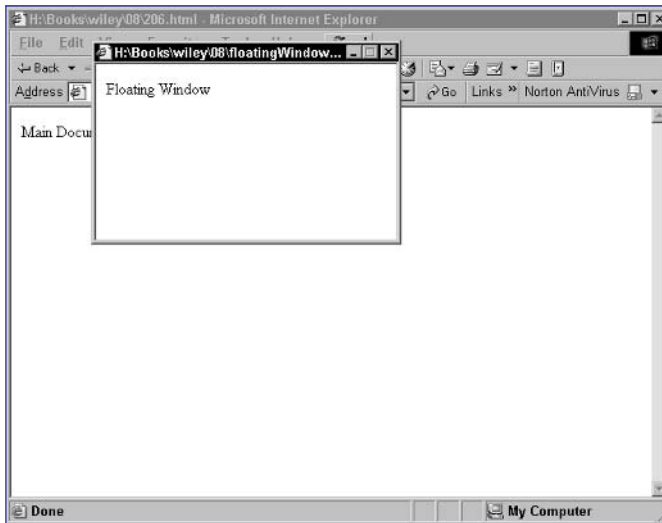 H:\Books\wiley\08\206.html - Microsoft Internet Explorer
File Edit
H:\Books\wiley\08\floatingWindow...
Back
Address
Go Links » Norton AntiVirus
Floating Window
Main Docu
Done
My Computer